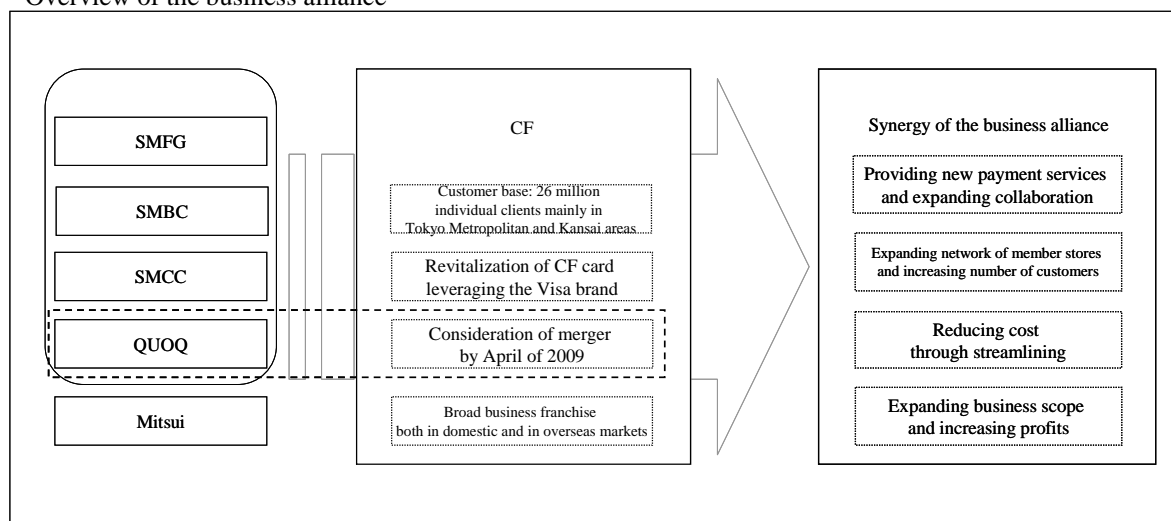 Overview of the business alliance
SMFG
SMBC
SMCC
QUOQ
Mitsui
CF
Customer base: 26 million
individual clients mainly in
Tokyo Metropolitan and Kansai areas
Revitalization of CF card
leveraging the Visa brand
Consideration of merger
by April of 2009
Broad business franchise
both in domestic and in overseas markets
Synergy of the business alliance
Providing new payment services
and expanding collaboration
Expanding network of member stores
and increasing number of customers
Reducing cost
through streamlining
Expanding business scope
and increasing profits